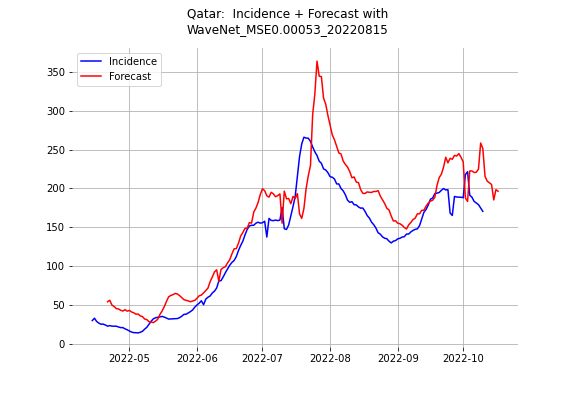 Qatar:  Incidence + Forecast with
WaveNet_MSE0.00053_20220815
Incidence
Forecast
350
300
250
200
150
100
50
0
2022-05 2022-06 2022-07 2022-08 2022-09 2022-10